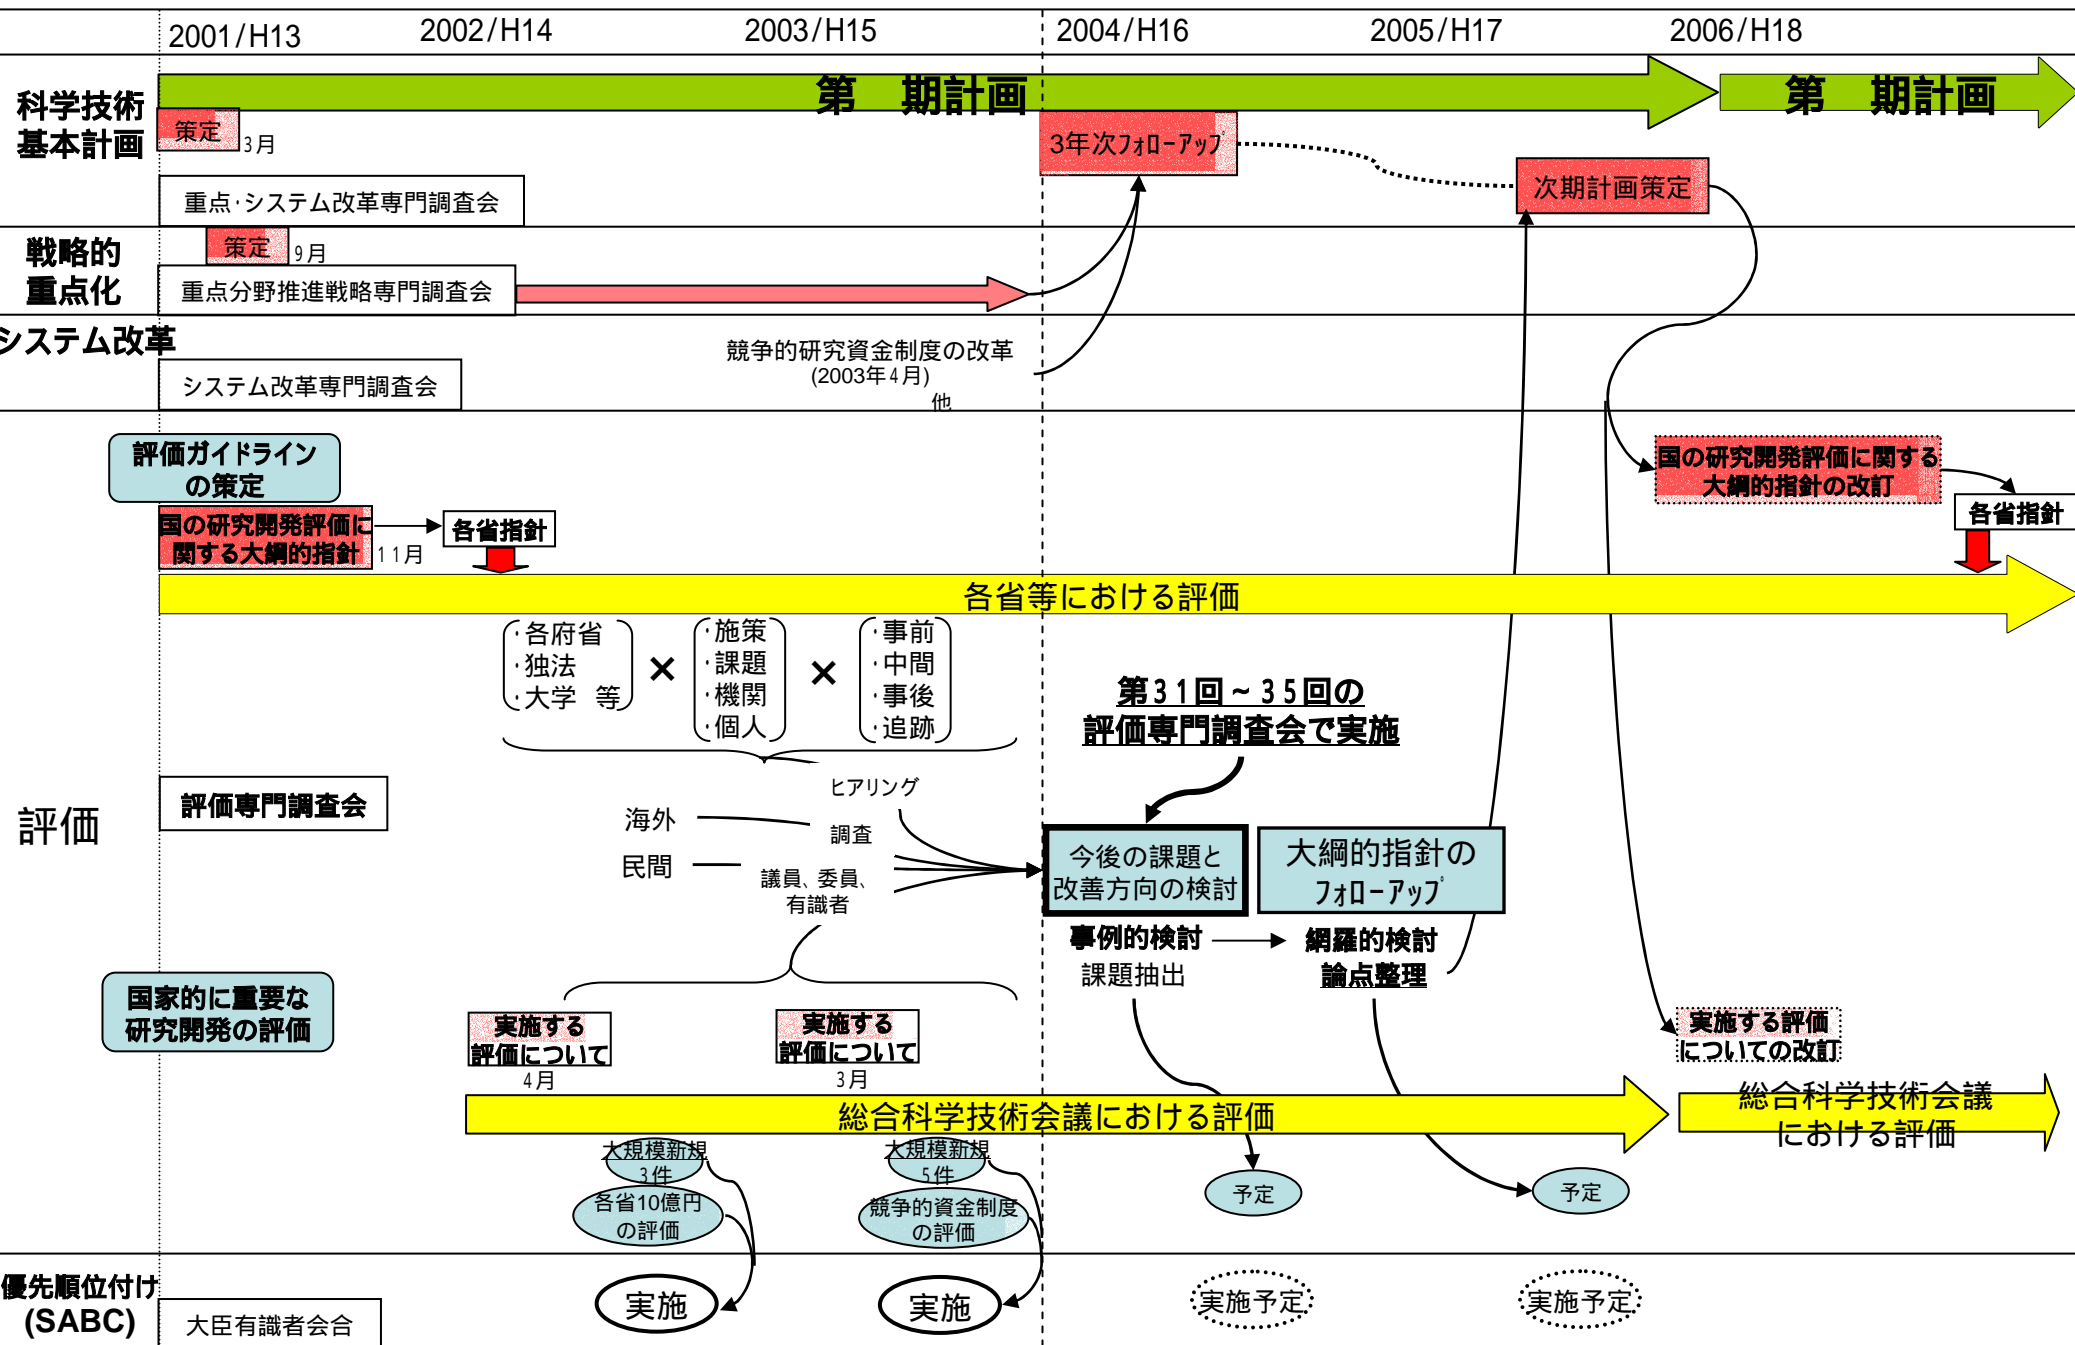 2001/H13
2002/H14
2003/H15
2004/H16
2005/H17
2006/H18
科学技術
基本計画
第　期計画
第　期計画
策定
3月
3年次フォローアップ
次期計画策定
重点・システム改革専門調査会
戦略的
重点化
策定
9月
重点分野推進戦略専門調査会
システム改革
システム改革専門調査会
競争的研究資金制度の改革
(2003年4月)
他
評価
評価ガイドライン
の策定
国の研究開発評価に
関する大綱的指針
11月
各省指針
国の研究開発評価に関する
大綱的指針の改訂
各省指針
各省等における評価
・各府省
・独法
・大学　等
×
・施策
・課題
・機関
・個人
×
・事前
・中間
・事後
・追跡
第31回~35回の
評価専門調査会で実施
評価専門調査会
ヒアリング
海外
調査
民間
議員、委員、
有識者
今後の課題と
改善方向の検討
大綱的指針の
フォローアップ
事例的検討
課題抽出
網羅的検討
論点整理
国家的に重要な
研究開発の評価
実施する
評価について
4月
実施する
評価について
3月
実施する評価
についての改訂
総合科学技術会議における評価
総合科学技術会議
における評価
大規模新規
3件
各省10億円
の評価
大規模新規
5件
競争的資金制度
の評価
予定
予定
優先順位付け
(SABC)
大臣有識者会合
実施
実施
実施予定
実施予定